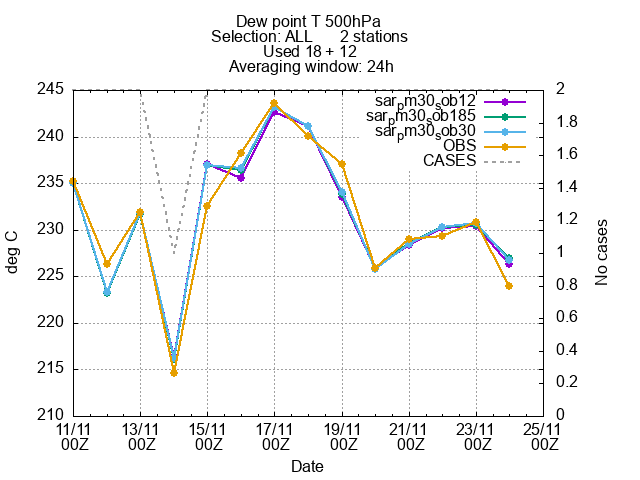 Dew point T 500hPa
Selection: ALL 2 stations
Used 18 + 12
Averaging window: 24h
sar_pm30_sob12
sar_pm30_sob185
sar_pm30_sob30
OBS
CASES
245
240
235
230
225
220
215
210
deg C
2
1.8
1.6
1.4
1.2
1
0.8
0.6
0.4
0.2
0
No cases
11/11 13/11 15/11 17/11 19/11 21/11 23/11 25/11
00Z 00Z 00Z 00Z 00Z 00Z 00Z 00Z
Date